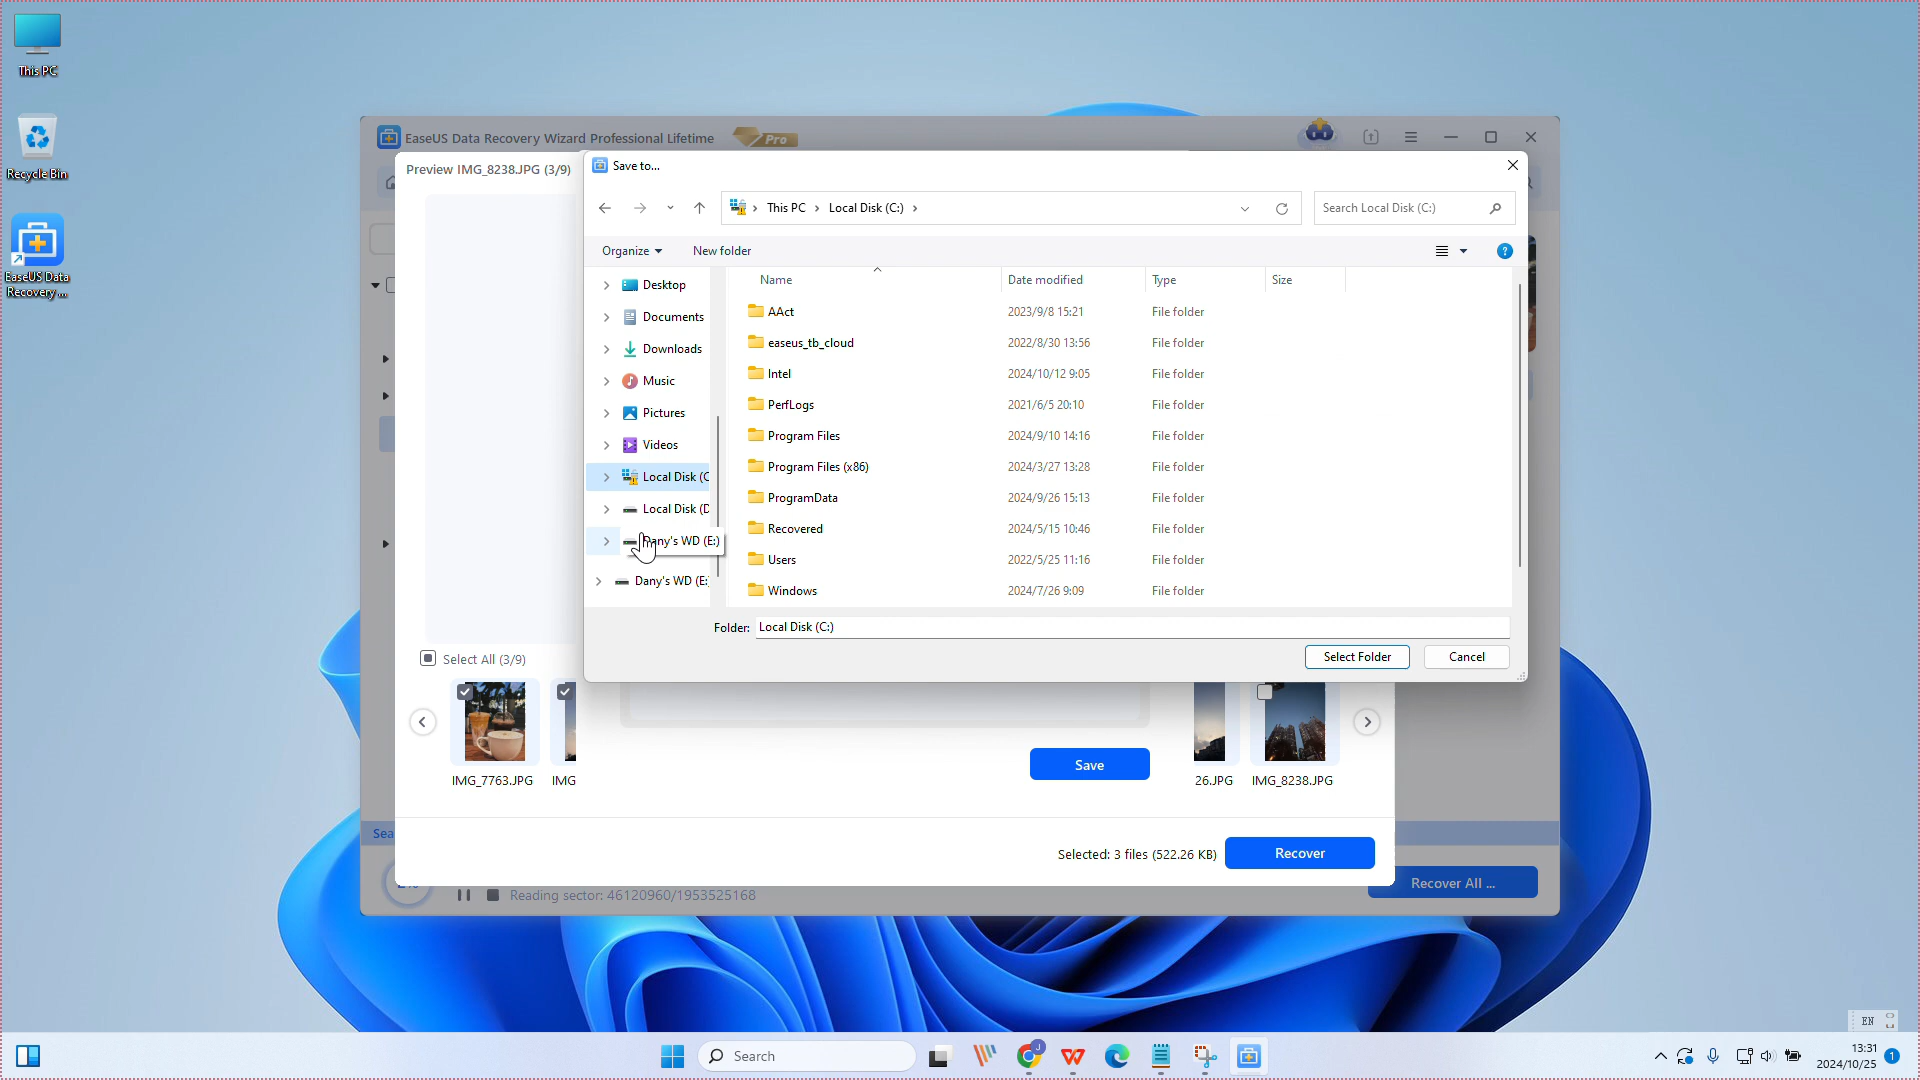 This PC
Recycle Bin
EaseUS Data
Recovery ...
EaseUS Data Recovery Wizard Professional Lifetime
Pro
Preview IMG_8238.JPG (3/9)
Save to...
This PC > Local Disk (C:) >
Search Local Disk (C:)
Organize
New folder
Name Date modified Type Size
Desktop
Documents
Downloads
Music
Pictures
Videos
Local Disk (C
Local Disk (D
Dany's WD (E:)
Dany's WD (E:
AAct 2023/9/8 15:21 File folder
easeus_tb_cloud 2022/8/30 13:56 File folder
Intel 2024/10/12 9:05 File folder
PerfLogs 2021/6/5 20:10 File folder
Program Files 2024/9/10 14:16 File folder
Program Files (x86) 2024/3/27 13:28 File folder
ProgramData 2024/9/26 15:13 File folder
Recovered 2024/5/15 10:46 File folder
Users 2022/5/25 11:16 File folder
Windows 2024/7/26 9:09 File folder
Folder: Local Disk (C:)
Select Folder
Cancel
Select All (3/9)
IMG_7763.JPG
IMG
26.JPG
IMG_8238.JPG
Save
Sea
Selected: 3 files (522.26 KB)
Recover
Reading sector: 46120960/1953525168
Recover All ...
EN
Search
J
13:31
2024/10/25
1